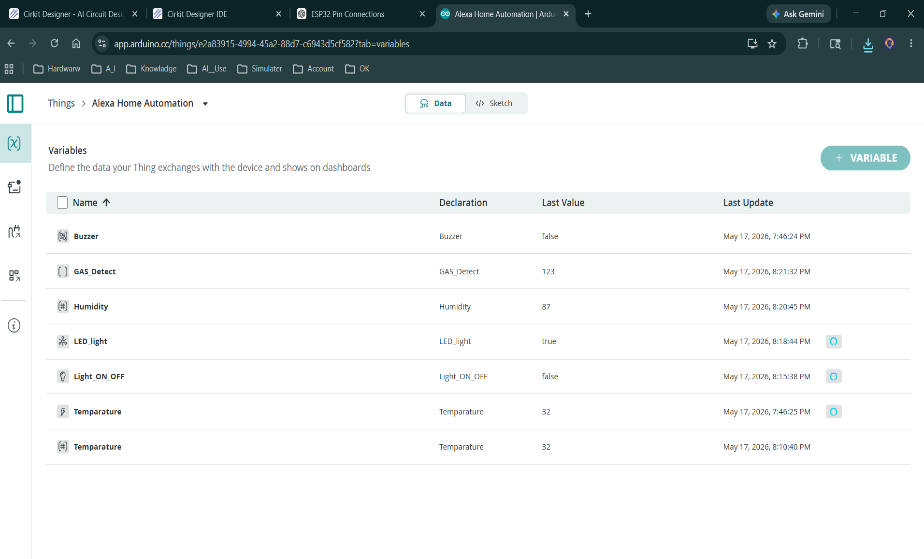 Cirkit Designer - AI Circuit Desi
Cirkit Designer IDE
ESP32 Pin Connections
Alexa Home Automation | Ardu
Ask Gemini
app.arduino.cc/things/e2a83915-4994-45a2-88d7-c6943d5cf582?tab=variables
Hardwarw
A_I
Knowladge
AI_Use
Simulater
Account
OK
Things > Alexa Home Automation
Data
</> Sketch
Variables
Define the data your Thing exchanges with the device and shows on dashboards
+ VARIABLE
Name Declaration Last Value Last Update
Buzzer Buzzer false May 17, 2026, 7:46:24 PM
GAS_Detect GAS_Detect 123 May 17, 2026, 8:21:32 PM
Humidity Humidity 87 May 17, 2026, 8:20:45 PM
LED_light LED_light true May 17, 2026, 8:18:44 PM
Light_ON_OFF Light_ON_OFF false May 17, 2026, 8:15:38 PM
Temparature Temparature 32 May 17, 2026, 7:46:25 PM
Temparature Temparature 32 May 17, 2026, 8:10:40 PM